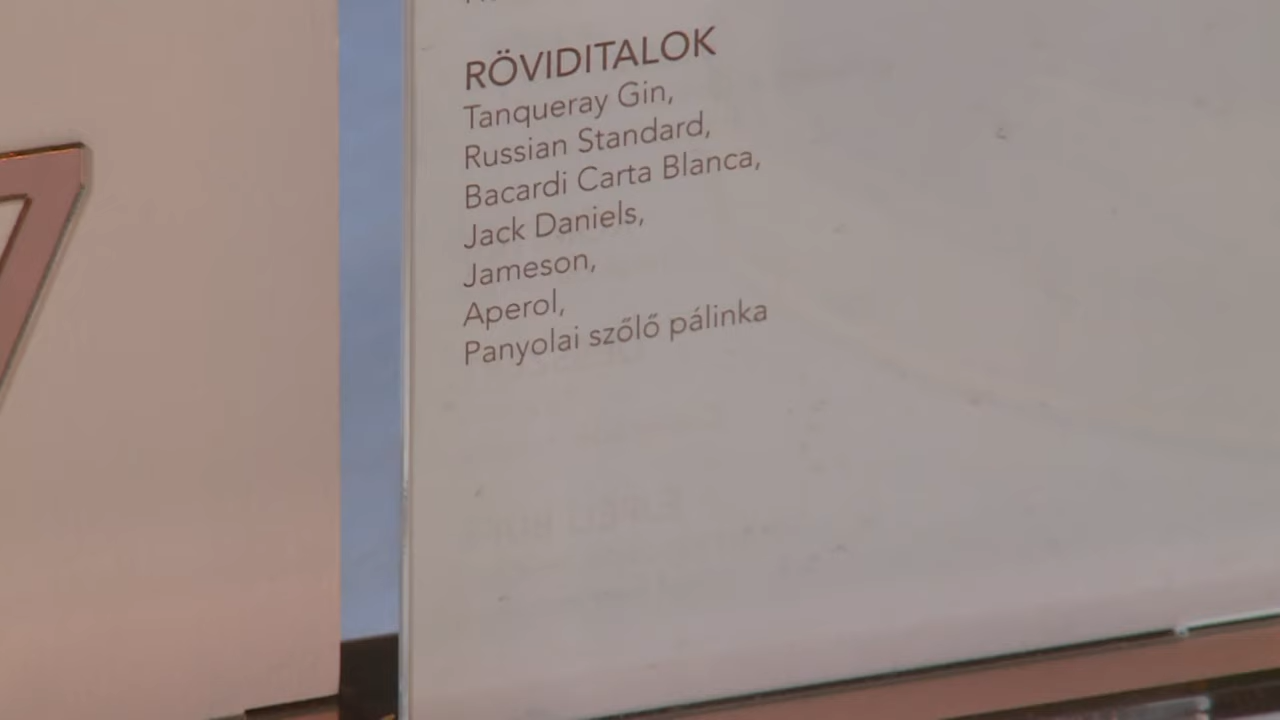 RÖVIDITALOK
Tanqueray Gin,
Russian Standard,
Bacardi Carta Blanca,
Jack Daniels,
Jameson,
Aperol,
Panyolai szőlő pálinka